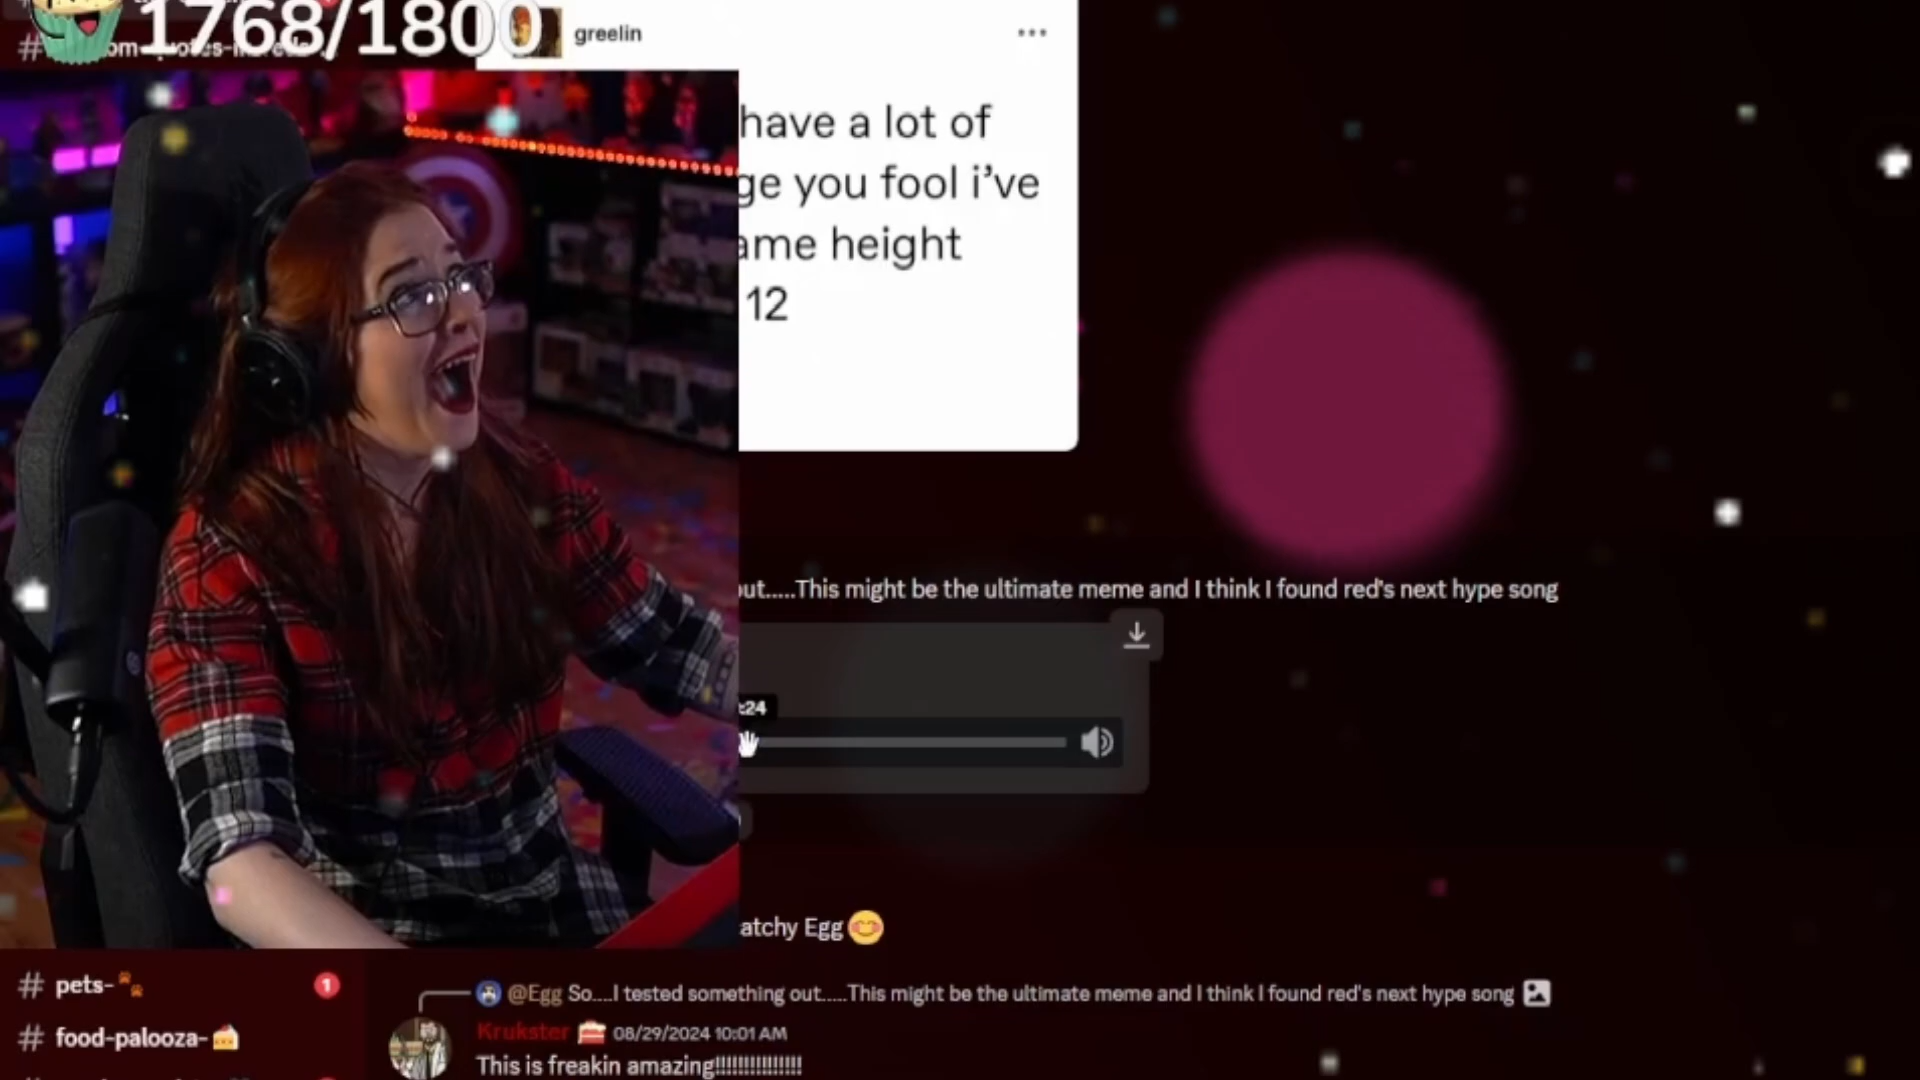 1768/1800
greelin
have a lot of
ge you fool i've
ame height
12
out.....This might be the ultimate meme and I think I found red's next hype song
:24
atchy Egg
# pets-
1
@Egg So....I tested something out.....This might be the ultimate meme and I think I found red's next hype song
# food-palooza-
Krukster 08/29/2024 10:01 AM
This is freakin amazing!!!!!!!!!!!!!!!!